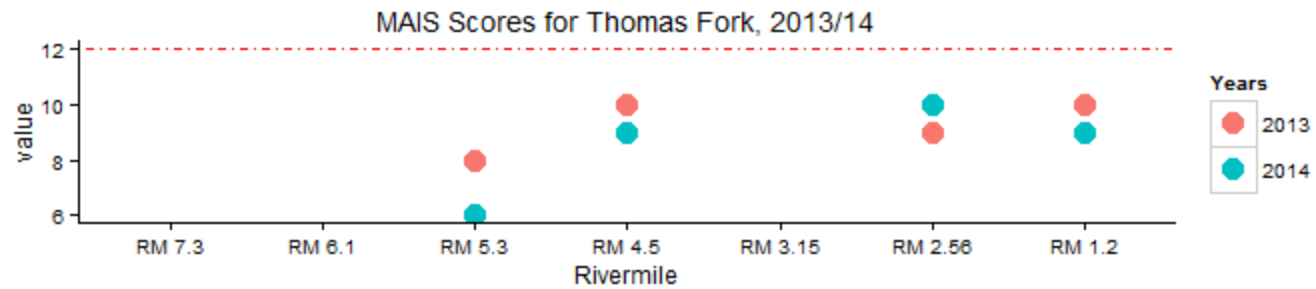 MAIS Scores for Thomas Fork, 2013/14
12
10
8
6
value
RM 7.3 RM 6.1 RM 5.3 RM 4.5 RM 3.15 RM 2.56 RM 1.2
Rivermile
Years
2013
2014